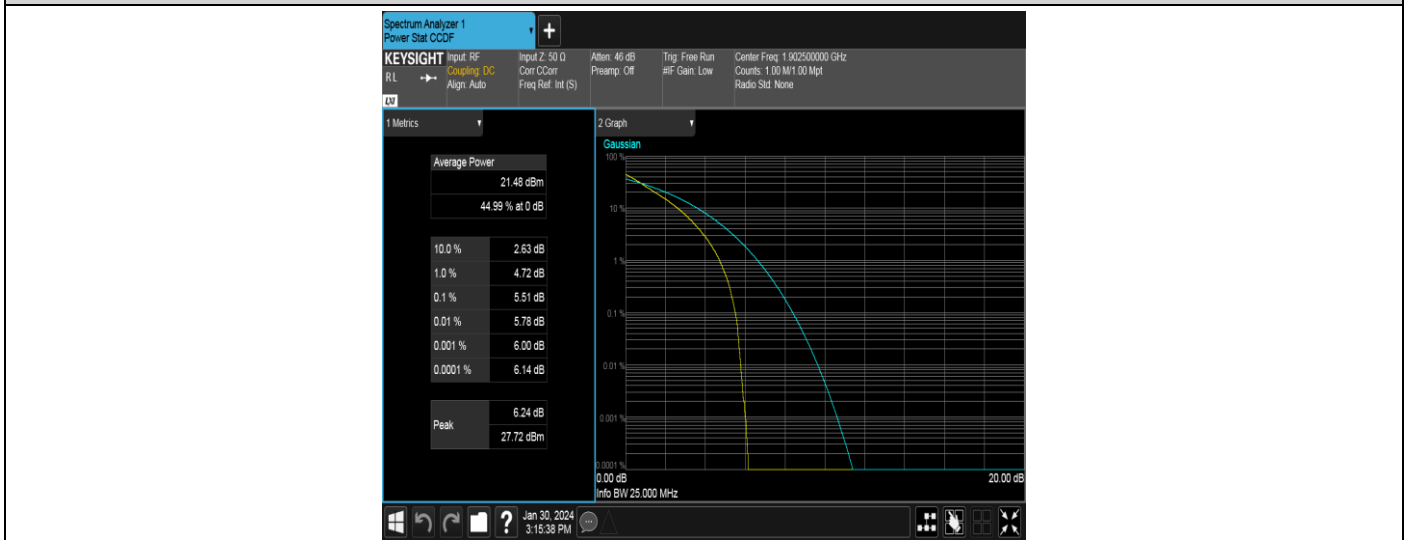 Spectrum Analyzer 1
Power Stat CCDF
+
KEYSIGHT
RL
LXI
Input: RF
Coupling: DC
Align: Auto
Input Z: 50 Ω
Corr CCorr
Freq Ref: Int (S)
Atten: 46 dB
Preamp: Off
Trig: Free Run
#IF Gain: Low
Center Freq: 1.902500000 GHz
Counts: 1.00 M/1.00 Mpt
Radio Std: None
1 Metrics
Average Power
21.48 dBm
44.99 % at 0 dB
10.0 % 2.63 dB
1.0 % 4.72 dB
0.1 % 5.51 dB
0.01 % 5.78 dB
0.001 % 6.00 dB
0.0001 % 6.14 dB
Peak
6.24 dB
27.72 dBm
2 Graph
Gaussian
100 %
10 %
1 %
0.1 %
0.01 %
0.001 %
0.0001 %
0.00 dB 20.00 dB
Info BW 25.000 MHz
?
Jan 30, 2024
3:15:38 PM